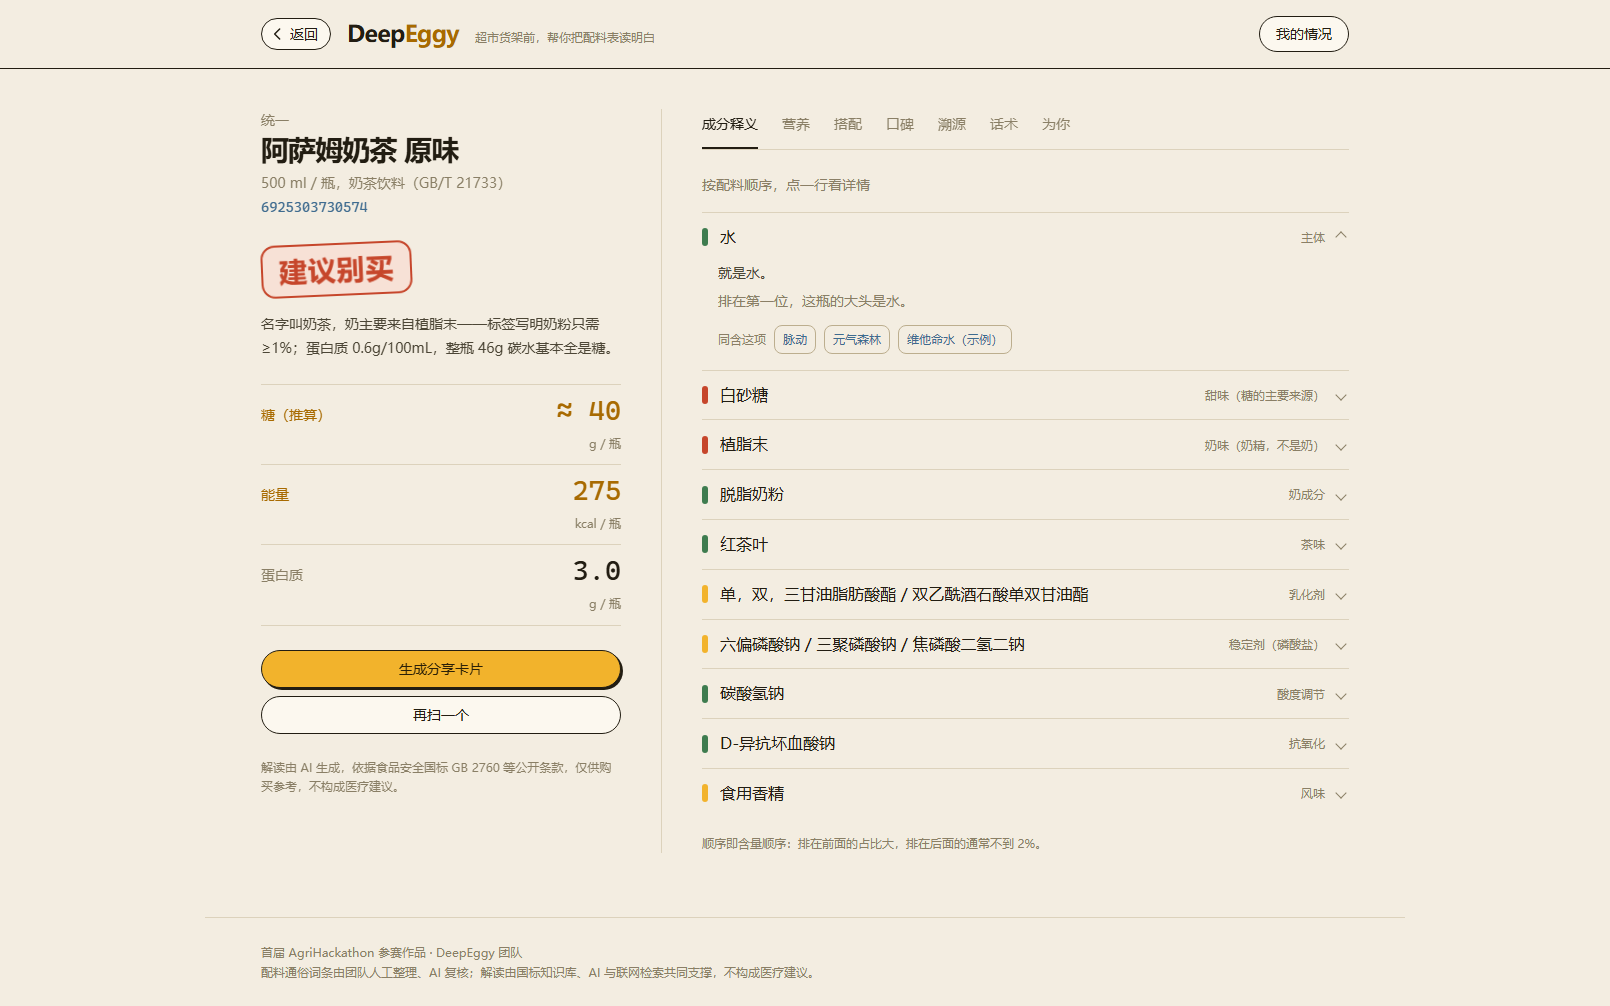 返回
DeepEggy
超市货架前，帮你把配料表读明白
我的情况
统一
阿萨姆奶茶 原味
500 ml / 瓶，奶茶饮料（GB/T 21733）
6925303730574
建议别买
名字叫奶茶，奶主要来自植脂末——标签写明奶粉只需
≥1%；蛋白质 0.6g/100mL，整瓶 46g 碳水基本全是糖。
糖（推算）
≈ 40
g / 瓶
能量
275
kcal / 瓶
蛋白质
3.0
g / 瓶
生成分享卡片
再扫一个
解读由 AI 生成，依据食品安全国标 GB 2760 等公开条款，仅供购
买参考，不构成医疗建议。
成分释义 营养 搭配 口碑 溯源 话术 为你
按配料顺序，点一行看详情
水 主体
就是水。
排在第一位，这瓶的大头是水。
同含这项 脉动 元气森林 维他命水（示例）
白砂糖 甜味（糖的主要来源）
植脂末 奶味（奶精，不是奶）
脱脂奶粉 奶成分
红茶叶 茶味
单，双，三甘油脂肪酸酯 / 双乙酰酒石酸单双甘油酯 乳化剂
六偏磷酸钠 / 三聚磷酸钠 / 焦磷酸二氢二钠 稳定剂（磷酸盐）
碳酸氢钠 酸度调节
D-异抗坏血酸钠 抗氧化
食用香精 风味
顺序即含量顺序：排在前面的占比大，排在后面的通常不到 2%。
首届 AgriHackathon 参赛作品 · DeepEggy 团队
配料通俗词条由团队人工整理、AI 复核；解读由国标知识库、AI 与联网检索共同支撑，不构成医疗建议。